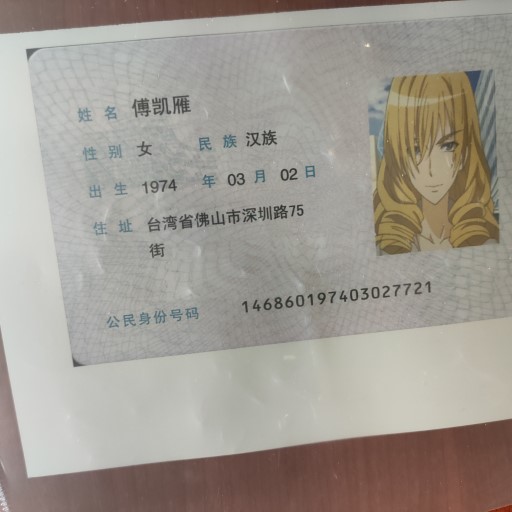 姓名 傅凯雁
性别 女 民族 汉族
出生 1974 年 03 月 02 日
住址 台湾省佛山市深圳路75
街
公民身份号码 146860197403027721